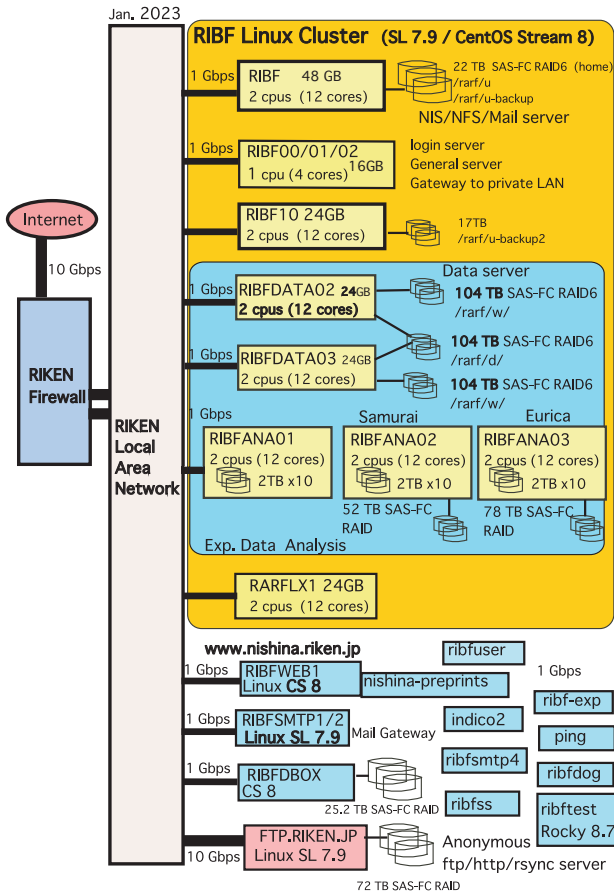 Jan. 2023
RIBF Linux Cluster (SL 7.9 / CentOS Stream 8)
1 Gbps
RIBF 48 GB
2 cpus (12 cores)
22 TB SAS-FC RAID6 (home)
/rarf/u
/rarf/u-backup
NIS/NFS/Mail server
1 Gbps
RIBF00/01/02
16GB
1 cpu (4 cores)
login server
General server
Gateway to private LAN
RIBF10 24GB
2 cpus (12 cores)
17TB
/rarf/u-backup2
Internet
10 Gbps
RIKEN
Firewall
RIKEN
Local
Area
Network
Data server
1 Gbps
RIBFDATA02 24GB
2 cpus (12 cores)
104 TB SAS-FC RAID6
/rarf/w/
104 TB SAS-FC RAID6
/rarf/d/
1 Gbps
RIBFDATA03 24GB
2 cpus (12 cores)
104 TB SAS-FC RAID6
/rarf/w/
1 Gbps
RIBFANA01
2 cpus (12 cores)
2TB x10
Samurai
RIBFANA02
2 cpus (12 cores)
2TB x10
52 TB SAS-FC
RAID
Eurica
RIBFANA03
2 cpus (12 cores)
2TB x10
78 TB SAS-FC
RAID
Exp. Data Analysis
RARFLX1 24GB
2 cpus (12 cores)
www.nishina.riken.jp
1 Gbps
RIBFWEB1
Linux CS 8
nishina-preprints
1 Gbps
RIBFSMTP1/2
Linux SL 7.9
Mail Gateway
1 Gbps
RIBFDBOX
CS 8
25.2 TB SAS-FC RAID
10 Gbps
FTP.RIKEN.JP
Linux SL 7.9
Anonymous
ftp/http/rsync server
72 TB SAS-FC RAID
ribfuser
indico2
ribfsmtp4
ribfss
1 Gbps
ribf-exp
ping
ribfdog
ribftest
Rocky 8.7